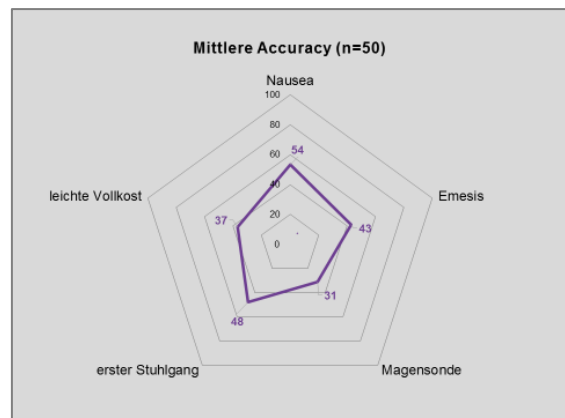 Mittlere Accuracy (n=50)
Nausea
100
80
60
54
40
20
0
leichte Vollkost
Emesis
37
43
31
48
erster Stuhlgang
Magensonde